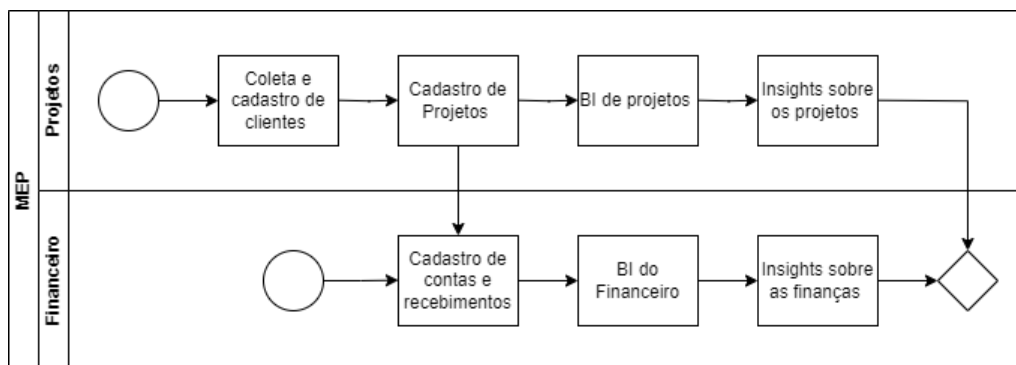 MEP
Projetos
Coleta e
cadastro de
clientes
Cadastro de
Projetos
BI de projetos
Insights sobre
os projetos
Financeiro
Cadastro de
contas e
recebimentos
BI do
Financeiro
Insights sobre
as finanças